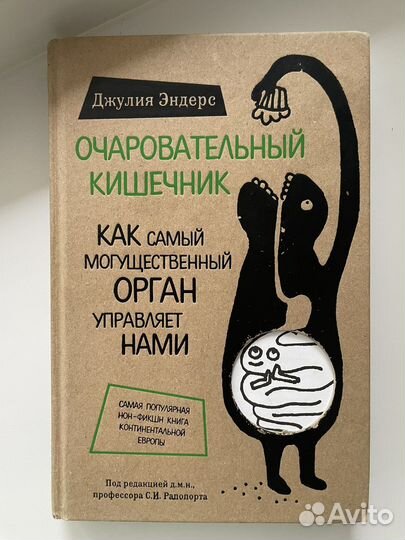 Джулия Эндерс
ОЧАРОВАТЕЛЬНЫЙ
КИШЕЧНИК
КАК САМЫЙ
МОГУЩЕСТВЕННЫЙ
ОРГАН
УПРАВЛЯЕТ
НАМИ
САМАЯ ПОПУЛЯРНАЯ
НОН-ФИКШН КНИГА
КОНТИНЕНТАЛЬНОЙ
ЕВРОПЫ
Под редакцией д.м.н.,
профессора С.И. Рапопорта
Avito